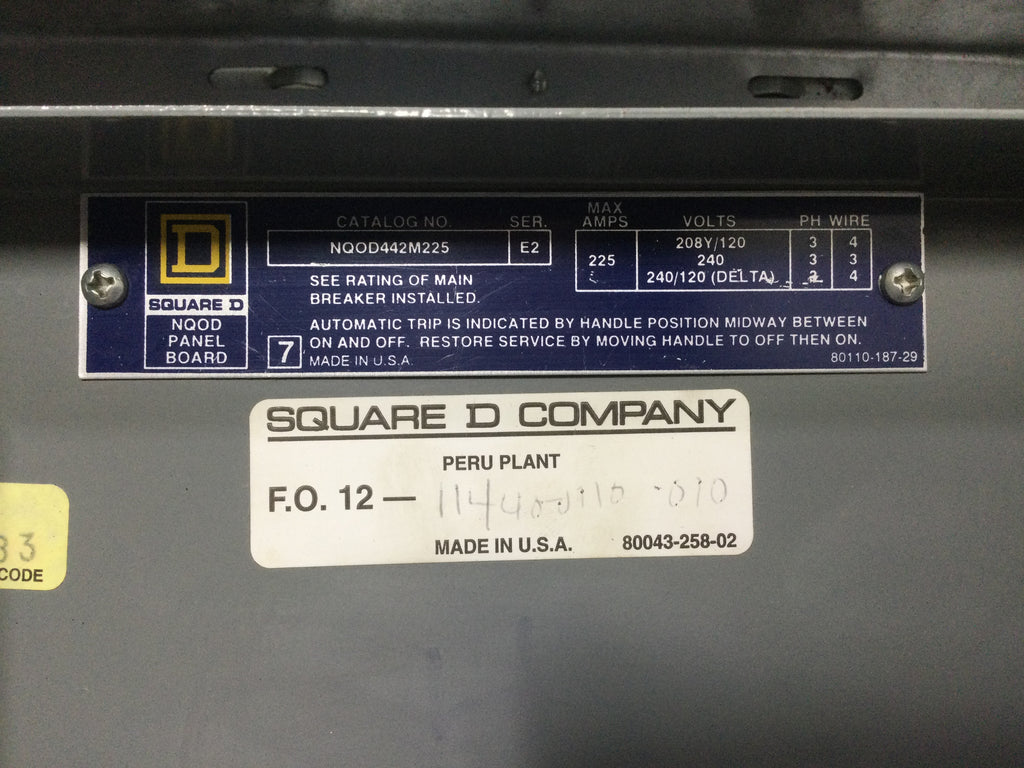 CATALOG NO. SER.
NQOD442M225 E2
MAX
AMPS VOLTS PH WIRE
208Y/120 3 4
225 240 3 3
240/120 (DELTA) 4
D
SQUARE D
NQOD
PANEL
BOARD
SEE RATING OF MAIN
BREAKER INSTALLED.
AUTOMATIC TRIP IS INDICATED BY HANDLE POSITION MIDWAY BETWEEN
ON AND OFF. RESTORE SERVICE BY MOVING HANDLE TO OFF THEN ON.
7 MADE IN U.S.A. 80110-187-29
SQUARE D COMPANY
PERU PLANT
F.O. 12 —
MADE IN U.S.A. 80043-258-02
33
CODE